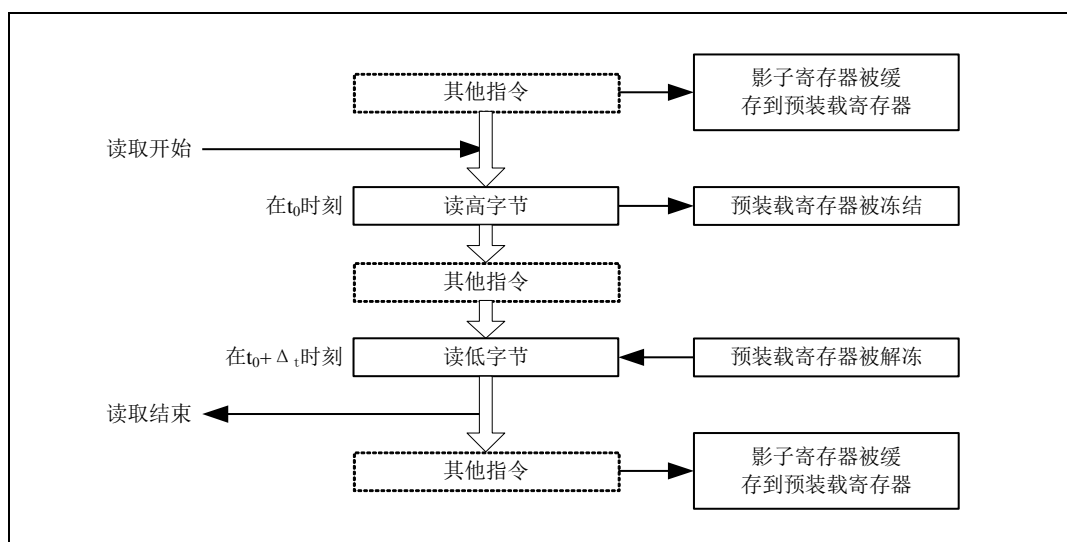 其他指令
影子寄存器被缓
存到预装载寄存器
读取开始
在t₀时刻
读高字节
预装载寄存器被冻结
其他指令
在t₀+Δₜ时刻
读低字节
预装载寄存器被解冻
读取结束
其他指令
影子寄存器被缓
存到预装载寄存器